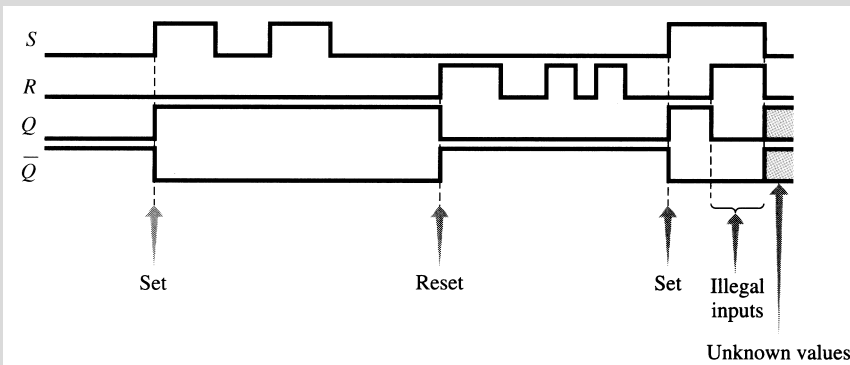 S
R
Q
Q̅
Set
Reset
Set
Illegal
inputs
Unknown values